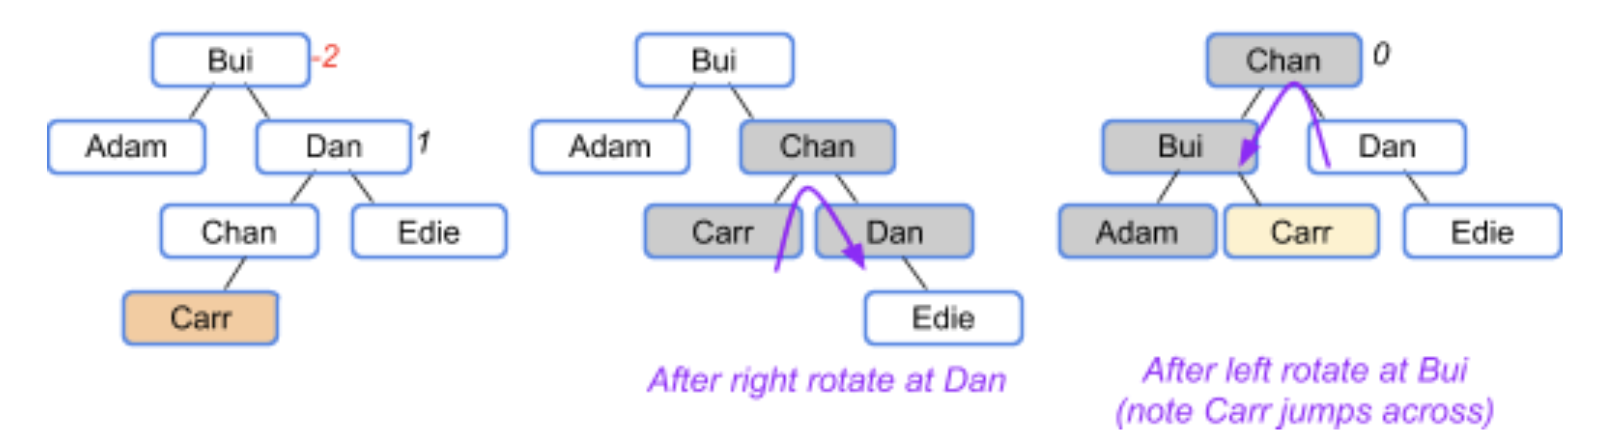 Bui -2
Adam
Dan 1
Chan
Edie
Carr
Bui
Adam
Chan
Carr
Dan
Edie
After right rotate at Dan
Chan 0
Bui
Dan
Adam
Carr
Edie
After left rotate at Bui
(note Carr jumps across)